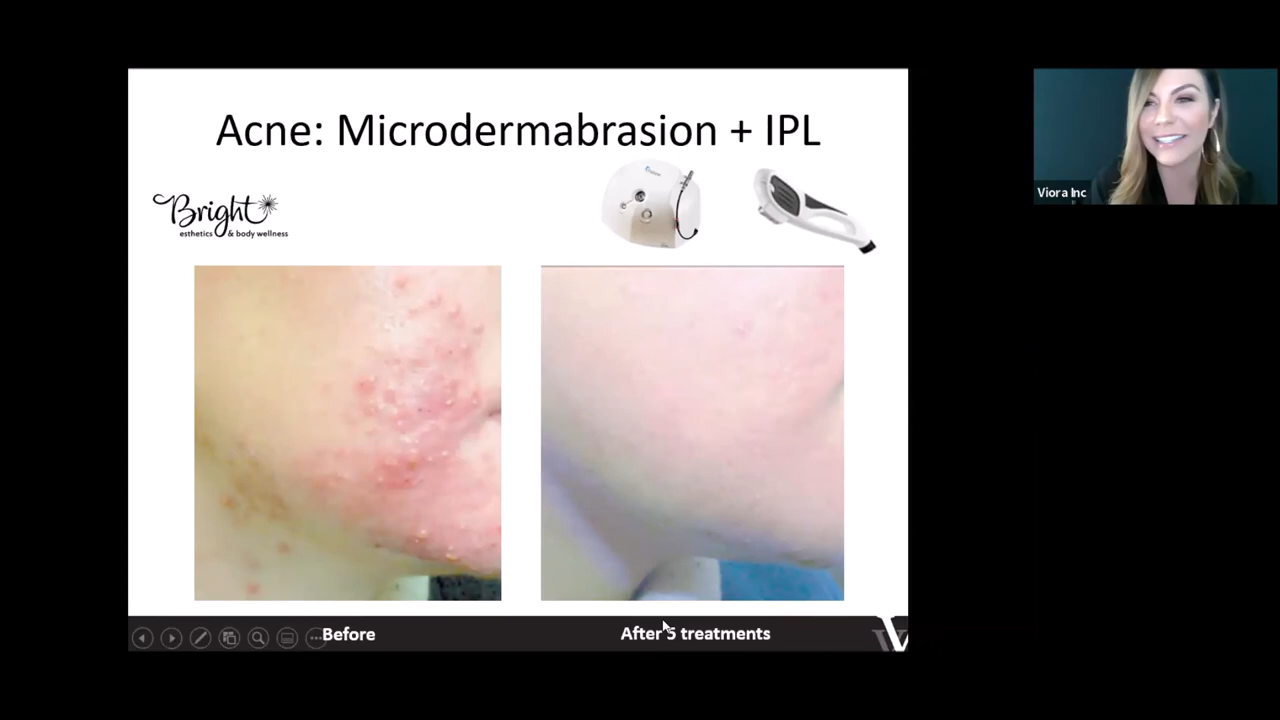 Acne: Microdermabrasion + IPL
Bright
esthetics & body wellness
Viora Inc
Before
After 5 treatments
V